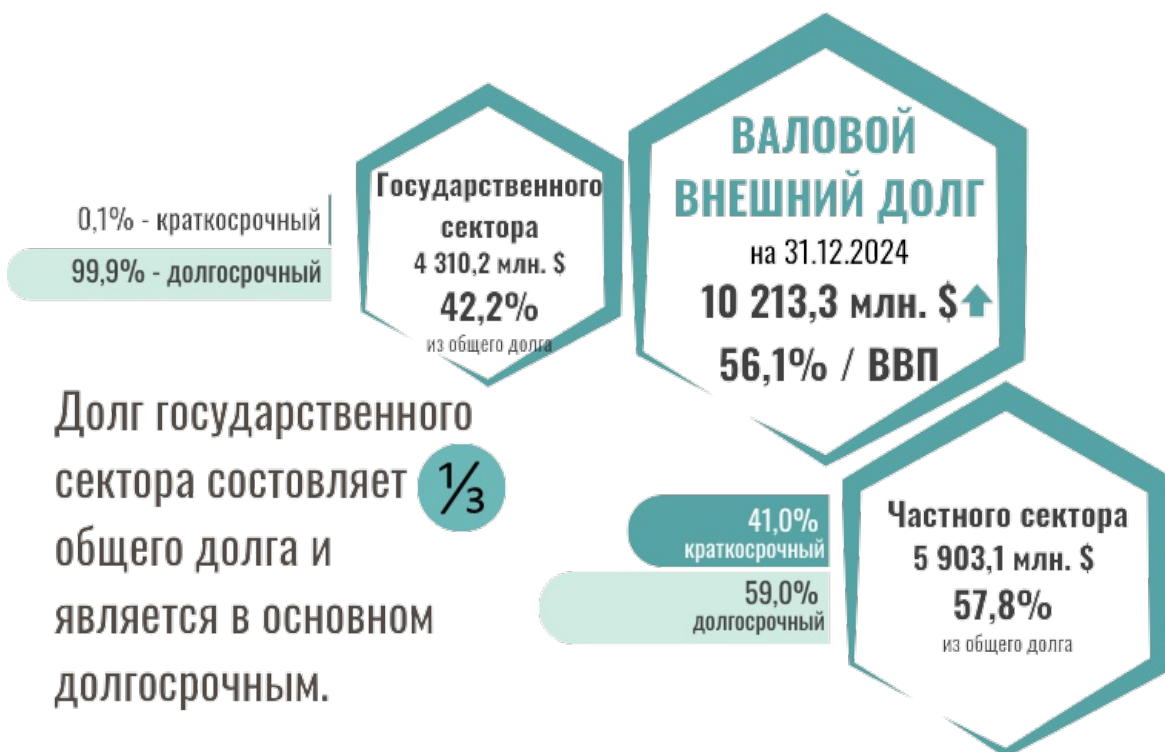 ВАЛОВОЙ
ВНЕШНИЙ ДОЛГ
на 31.12.2024
10 213,3 млн. $
56,1% / ВВП
Государственного
сектора
4 310,2 млн. $
42,2%
из общего долга
0,1% - краткосрочный
99,9% - долгосрочный
Долг государственного
сектора состовляет 1/3
общего долга и
является в основном
долгосрочным.
Частного сектора
5 903,1 млн. $
57,8%
из общего долга
41,0%
краткосрочный
59,0%
долгосрочный